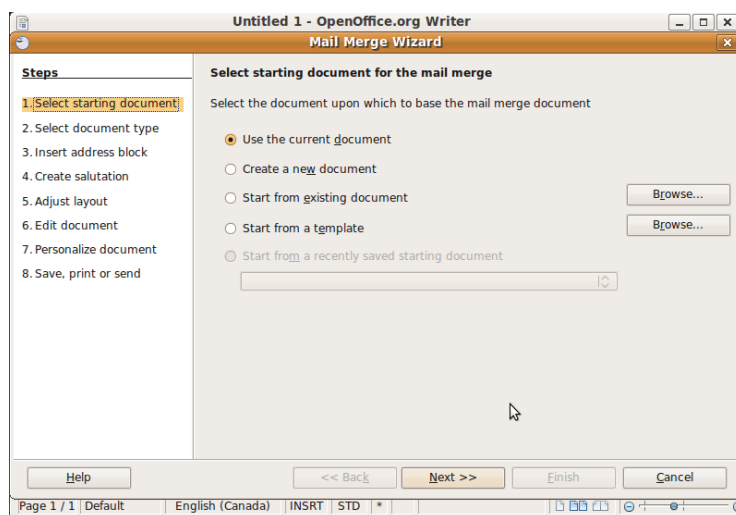 Untitled 1 - OpenOffice.org Writer
Mail Merge Wizard
Steps
1. Select starting document
2. Select document type
3. Insert address block
4. Create salutation
5. Adjust layout
6. Edit document
7. Personalize document
8. Save, print or send
Select starting document for the mail merge
Select the document upon which to base the mail merge document
Use the current document
Create a new document
Start from existing document
Browse...
Start from a template
Browse...
Start from a recently saved starting document
Help
<< Back
Next >>
Finish
Cancel
Page 1 / 1 Default English (Canada) INSRT STD *